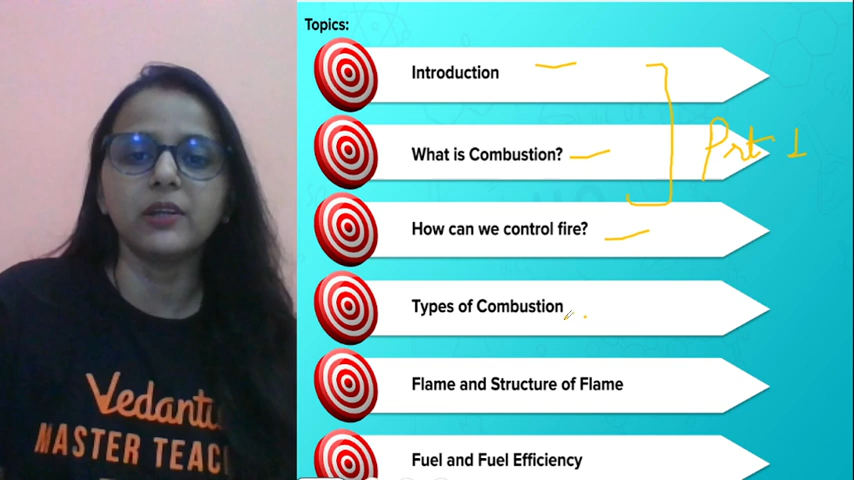 Topics:
Introduction
What is Combustion?
Prt 1
How can we control fire?
Types of Combustion
Flame and Structure of Flame
Fuel and Fuel Efficiency
Vedantu
MASTER TEAC